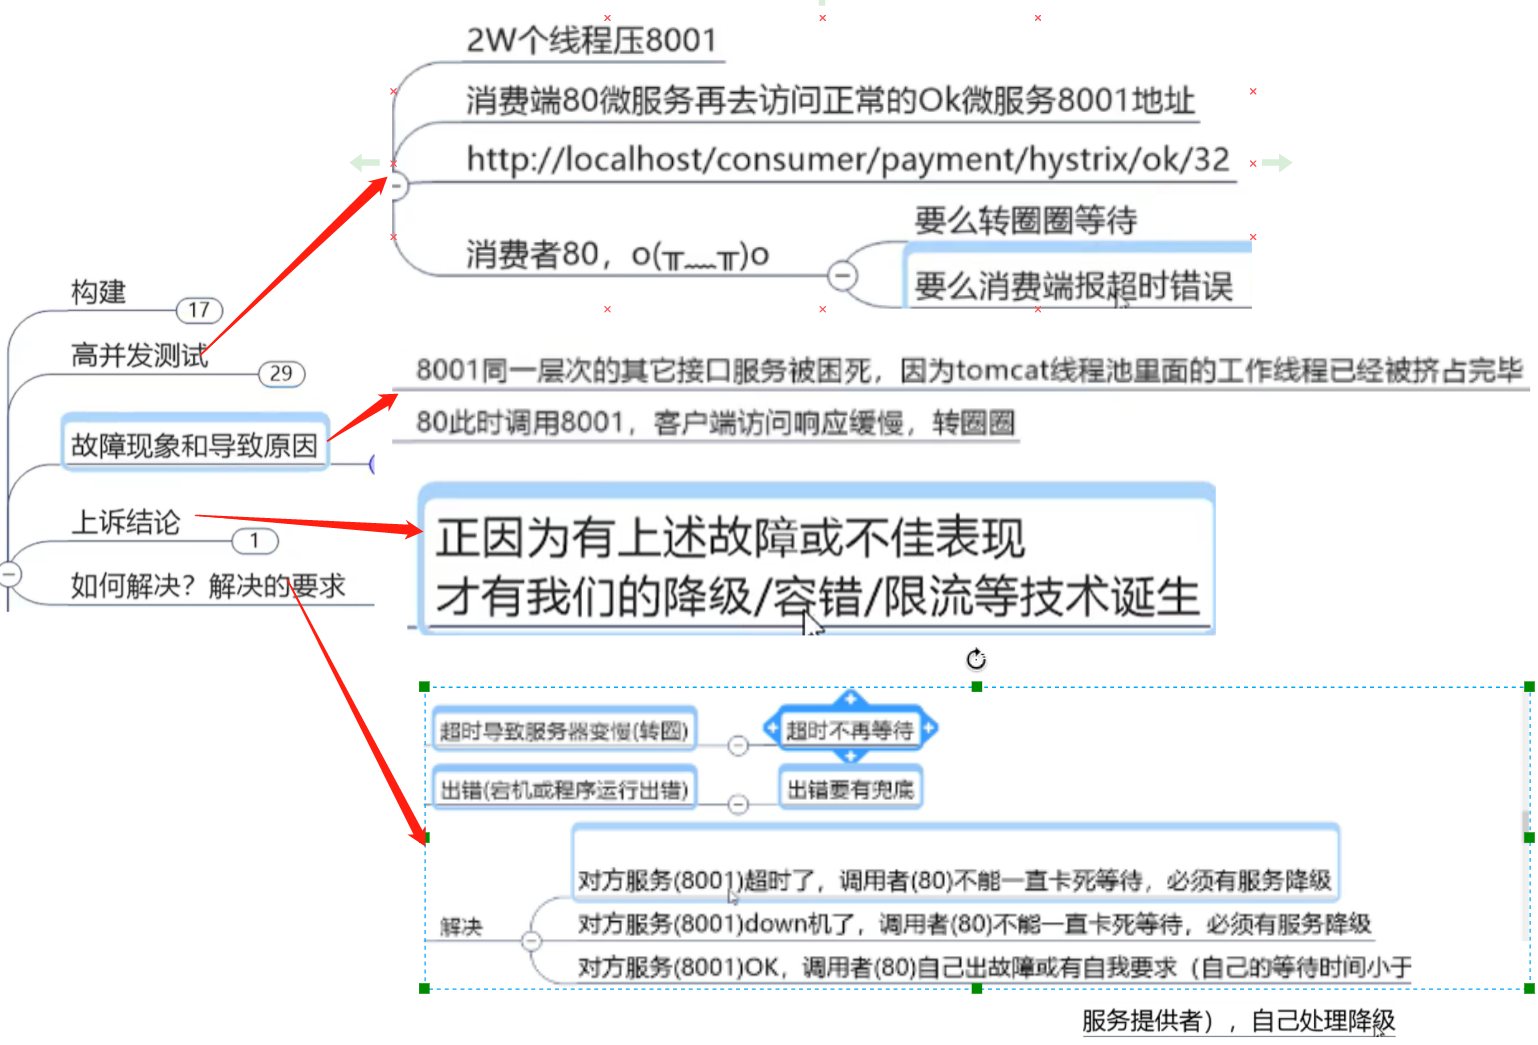 2W个线程压8001
消费端80微服务再去访问正常的Ok微服务8001地址
http://localhost/consumer/payment/hystrix/ok/32
消费者80，o(╥﹏╥)o
要么转圈圈等待
要么消费端报超时错误
构建
17
高并发测试
29
8001同一层次的其它接口服务被困死，因为tomcat线程池里面的工作线程已经被挤占完毕
80此时调用8001，客户端访问响应缓慢，转圈圈
故障现象和导致原因
上诉结论
1
正因为有上述故障或不佳表现
才有我们的降级/容错/限流等技术诞生
如何解决？解决的要求
超时导致服务器变慢(转圈)
超时不再等待
出错(宕机或程序运行出错)
出错要有兜底
解决
对方服务(8001)超时了，调用者(80)不能一直卡死等待，必须有服务降级
对方服务(8001)down机了，调用者(80)不能一直卡死等待，必须有服务降级
对方服务(8001)OK，调用者(80)自己出故障或有自我要求（自己的等待时间小于
服务提供者），自己处理降级